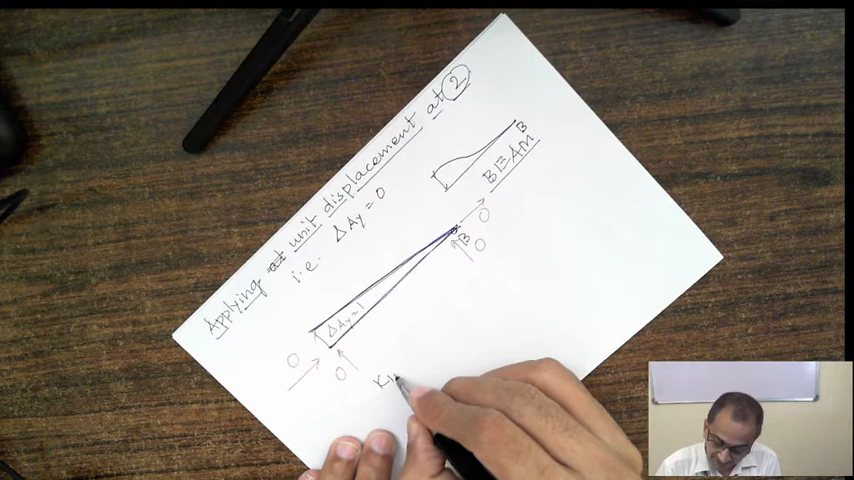 Applying at unit displacement at 2
i.e. ΔAy = 0
B
BEAM
0
B
0
ΔAy=1
0
0
K